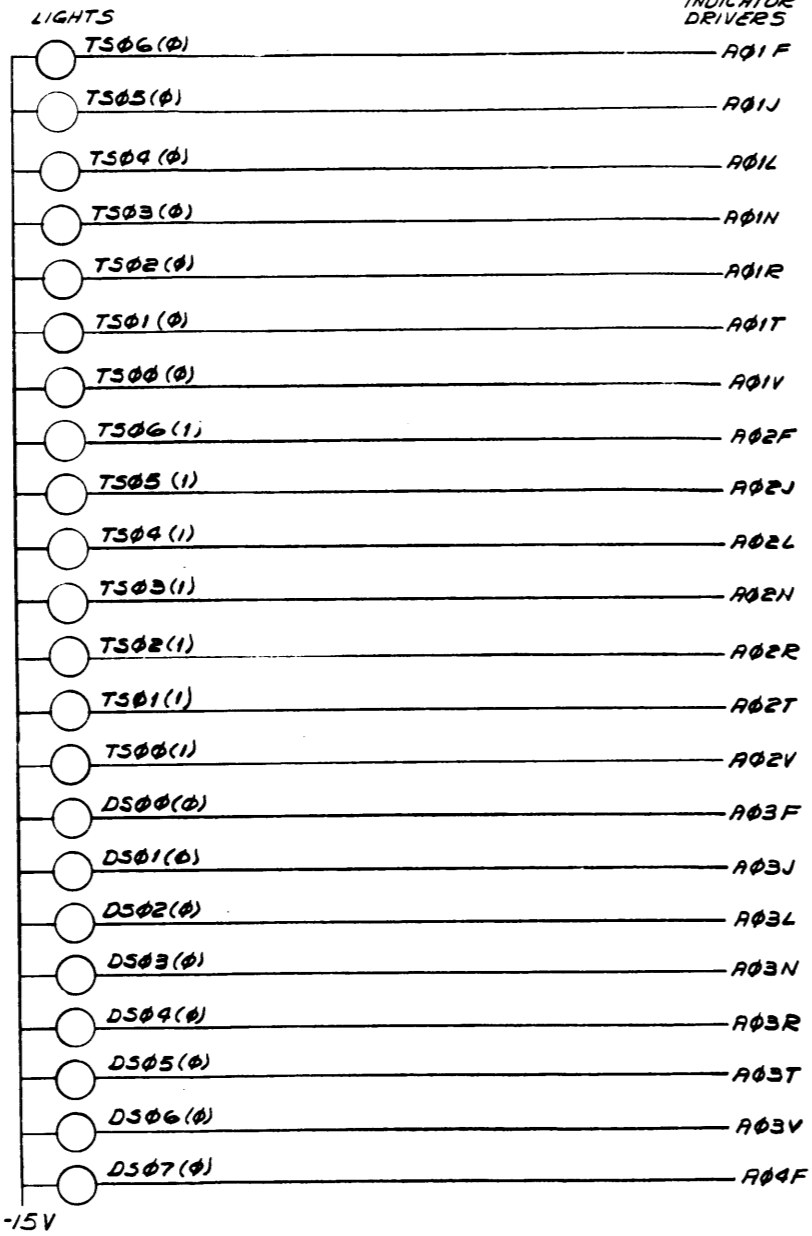 LIGHTS
INDICATOR
DRIVERS
TSØ6(Ø) AØ1F
TSØ5(Ø) AØ1J
TSØ4(Ø) AØ1L
TSØ3(Ø) AØ1N
TSØ2(Ø) AØ1R
TSØ1(Ø) AØ1T
TSØØ(Ø) AØ1V
TSØ6(1) AØ2F
TSØ5(1) AØ2J
TSØ4(1) AØ2L
TSØ3(1) AØ2N
TSØ2(1) AØ2R
TSØ1(1) AØ2T
TSØØ(1) AØ2V
DSØØ(Ø) AØ3F
DSØ1(Ø) AØ3J
DSØ2(Ø) AØ3L
DSØ3(Ø) AØ3N
DSØ4(Ø) AØ3R
DSØ5(Ø) AØ3T
DSØ6(Ø) AØ3V
DSØ7(Ø) AØ4F
-15V